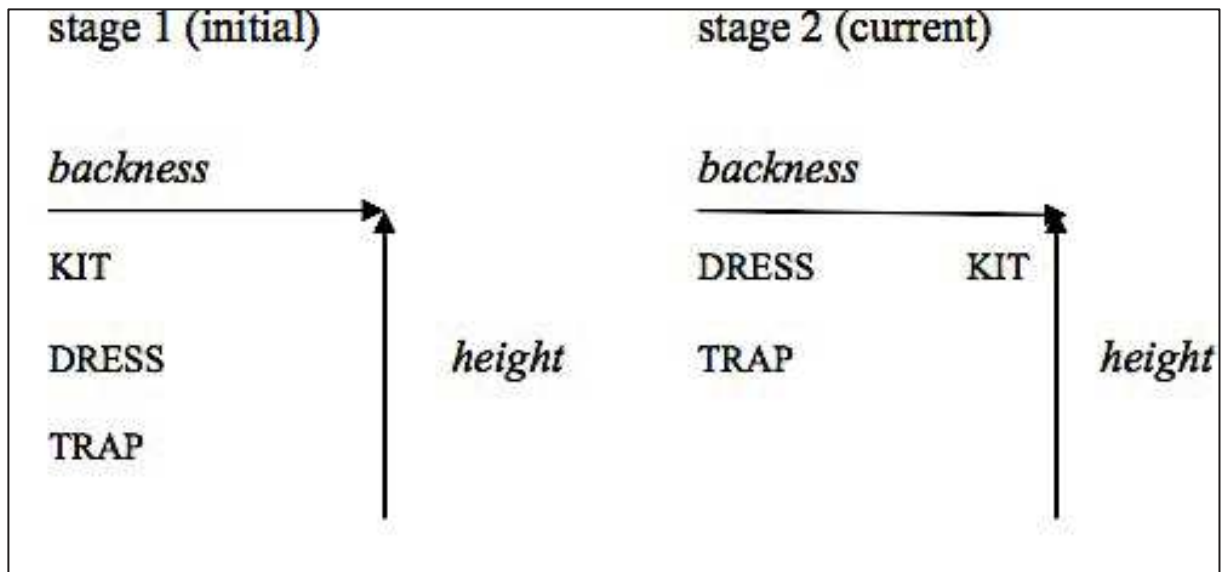 stage 1 (initial)
stage 2 (current)
backness
backness
KIT
DRESS KIT
DRESS
height
TRAP
height
TRAP